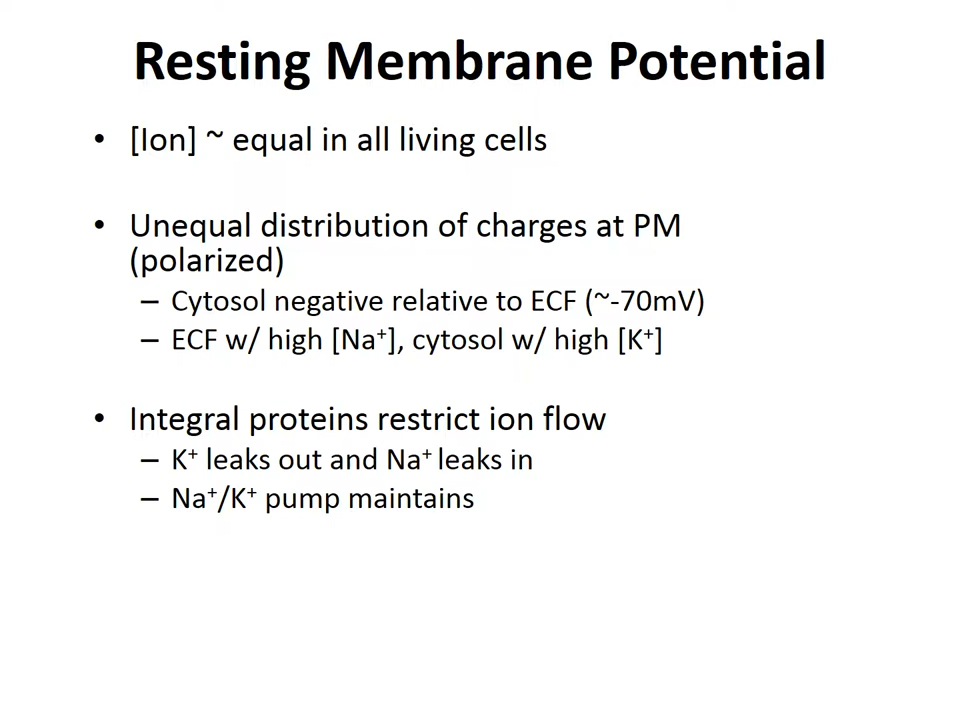 Resting Membrane Potential
• [Ion] ~ equal in all living cells
• Unequal distribution of charges at PM
(polarized)
– Cytosol negative relative to ECF (~-70mV)
– ECF w/ high [Na⁺], cytosol w/ high [K⁺]
• Integral proteins restrict ion flow
– K⁺ leaks out and Na⁺ leaks in
– Na⁺/K⁺ pump maintains